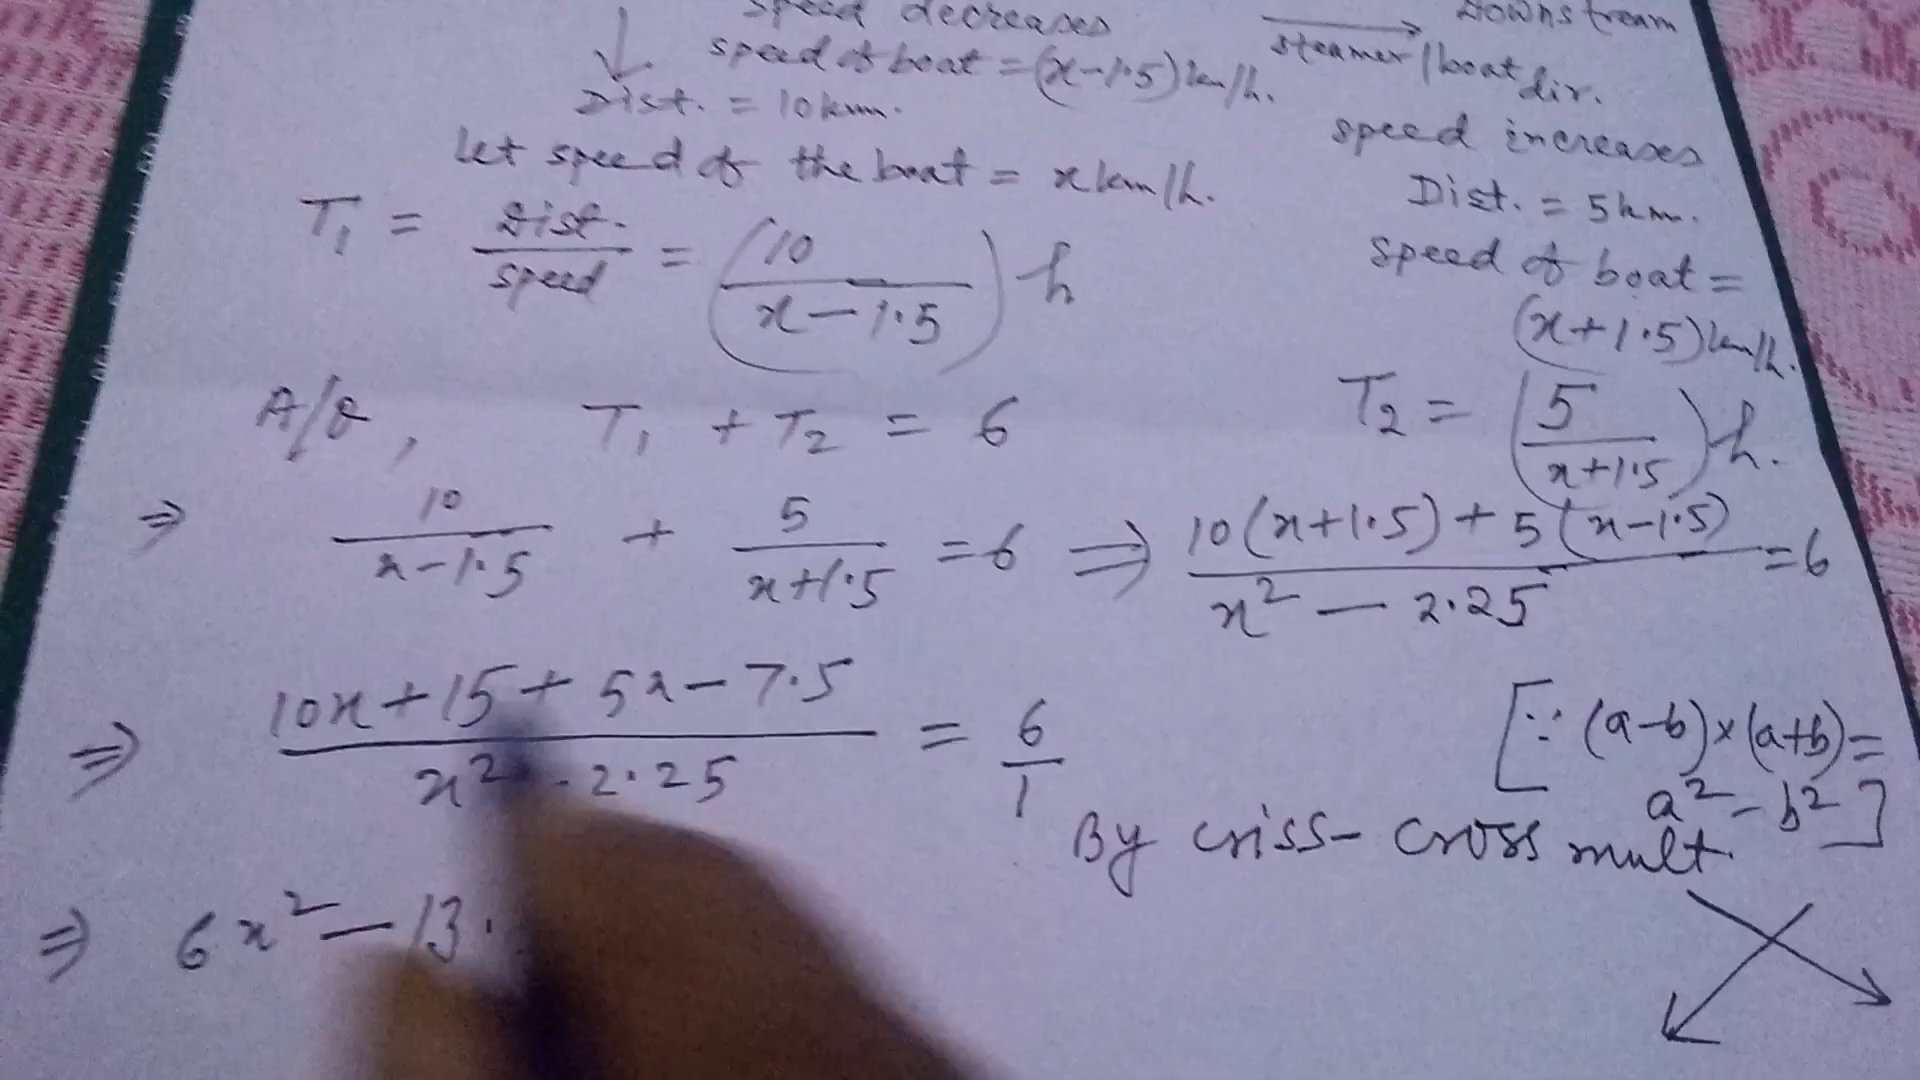 speed decreases
speed of boat = (x-1.5) km/h.
Dist. = 10 km.
Let speed of the boat = x km/h.
T₁ = Dist./speed = (10/(x-1.5)) h
Downstream
steamer/boat dir.
speed increases
Dist. = 5 km.
speed of boat =
(x+1.5) km/h.
T₂ = (5/(x+1.5)) h.
A/Q, T₁ + T₂ = 6
⇒ 10/(x-1.5) + 5/(x+1.5) = 6 ⇒ (10(x+1.5) + 5(x-1.5))/(x² - 2.25) = 6
⇒ (10x+15+5x-7.5)/(x² - 2.25) = 6/1
[∵ (a-b)×(a+b) =
a² - b²]
By criss-cross mult.
⇒ 6x² - 13.